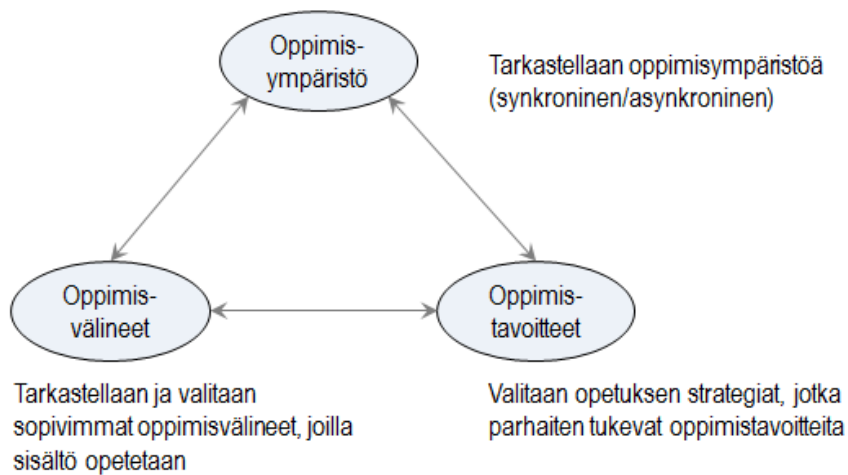 Oppimis-
ympäristö
Tarkastellaan oppimisympäristöä
(synkroninen/asynkroninen)
Oppimis-
välineet
Oppimis-
tavoitteet
Tarkastellaan ja valitaan
sopivimmat oppimisvälineet, joilla
sisältö opetetaan
Valitaan opetuksen strategiat, jotka
parhaiten tukevat oppimistavoitteita